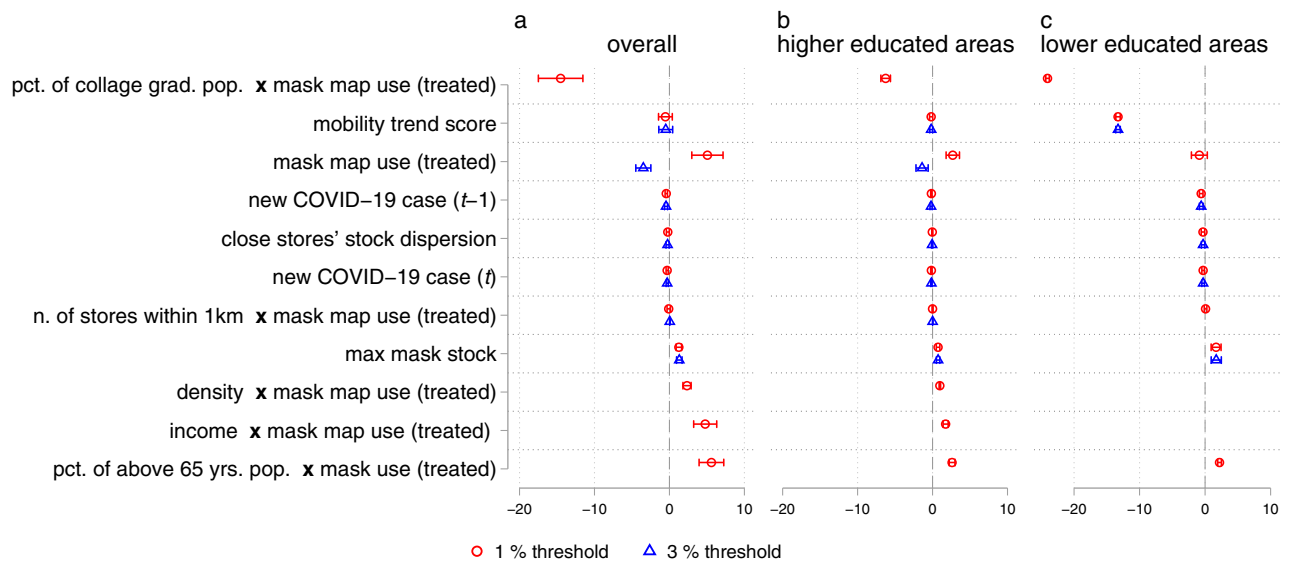 a
b
c
overall
higher educated areas
lower educated areas
pct. of collage grad. pop. x mask map use (treated)
mobility trend score
mask map use (treated)
new COVID−19 case (t−1)
close stores' stock dispersion
new COVID−19 case (t)
n. of stores within 1km x mask map use (treated)
max mask stock
density x mask map use (treated)
income x mask map use (treated)
pct. of above 65 yrs. pop. x mask use (treated)
−20 −10 0 10
−20 −10 0 10
−20 −10 0 10
1 % threshold 3 % threshold